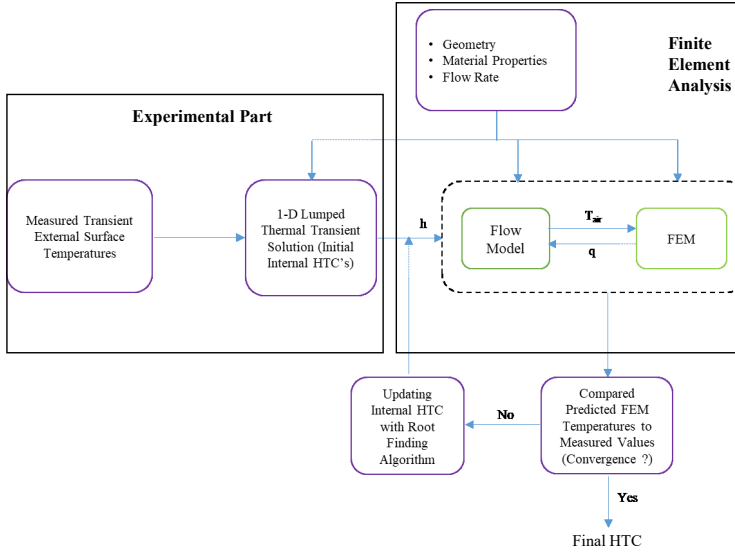 • Geometry
• Material Properties
• Flow Rate
Finite
Element
Analysis
Experimental Part
Measured Transient
External Surface
Temperatures
1-D Lumped
Thermal Transient
Solution (Initial
Internal HTC's)
h
Flow
Model
Tair
q
FEM
Updating
Internal HTC
with Root
Finding
Algorithm
No
Compared
Predicted FEM
Temperatures to
Measured Values
(Convergence ?)
Yes
Final HTC